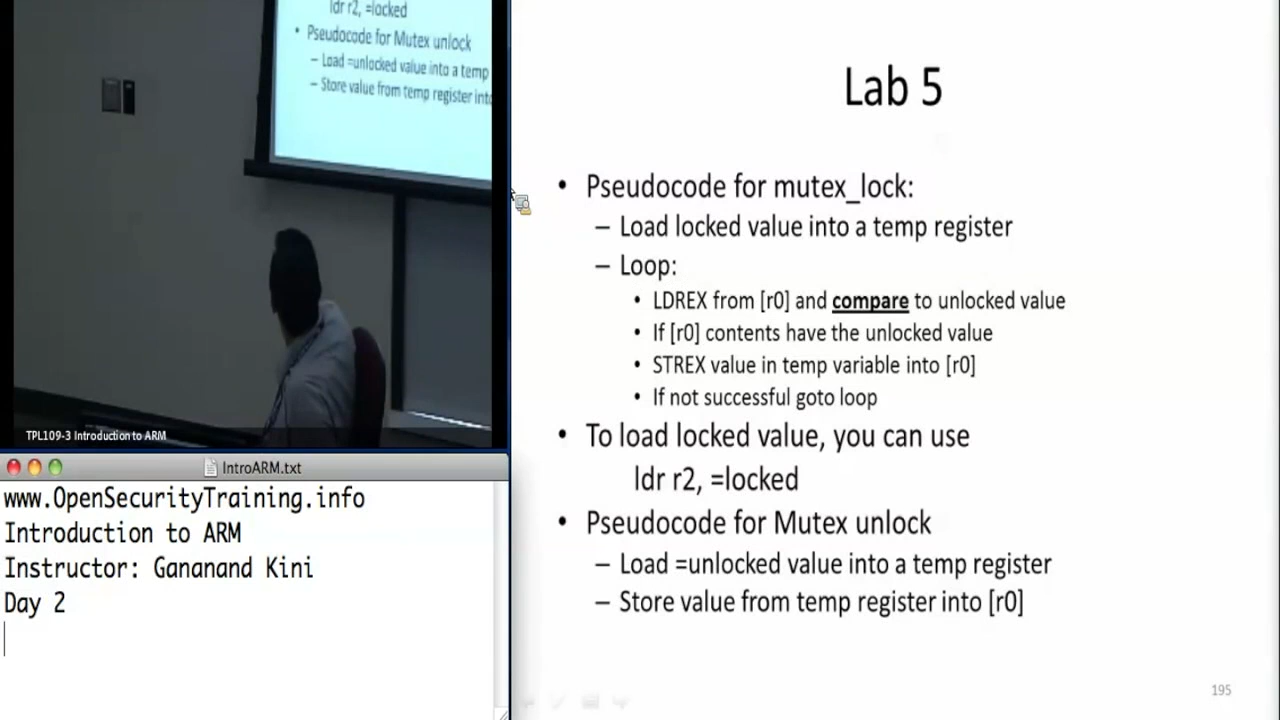 ldr r2, =locked
• Pseudocode for Mutex unlock
– Load =unlocked value into a temp
– Store value from temp register into
TPL109-3 Introduction to ARM
IntroARM.txt
www.OpenSecurityTraining.info
Introduction to ARM
Instructor: Gananand Kini
Day 2
Lab 5
• Pseudocode for mutex_lock:
– Load locked value into a temp register
– Loop:
• LDREX from [r0] and compare to unlocked value
• If [r0] contents have the unlocked value
• STREX value in temp variable into [r0]
• If not successful goto loop
• To load locked value, you can use
ldr r2, =locked
• Pseudocode for Mutex unlock
– Load =unlocked value into a temp register
– Store value from temp register into [r0]
195